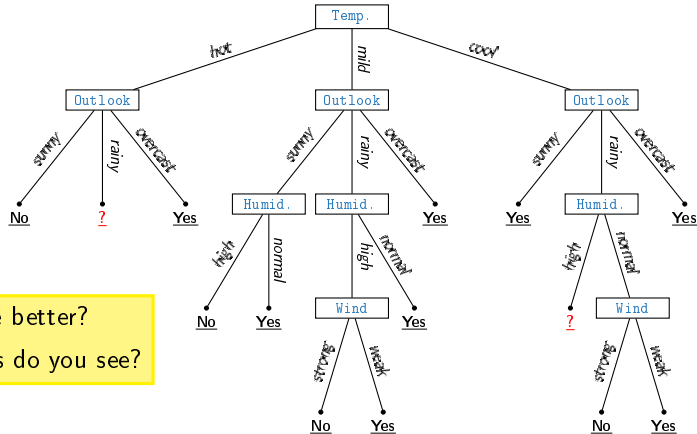 Temp.
hot mild cool
Outlook Outlook Outlook
sunny rainy overcast sunny rainy overcast sunny rainy overcast
No ? Yes Humid. Humid. Yes Yes Humid. Yes
high normal high normal high normal
No Yes Wind Yes ? Wind
strong weak strong weak
No Yes No Yes
better?
s do you see?